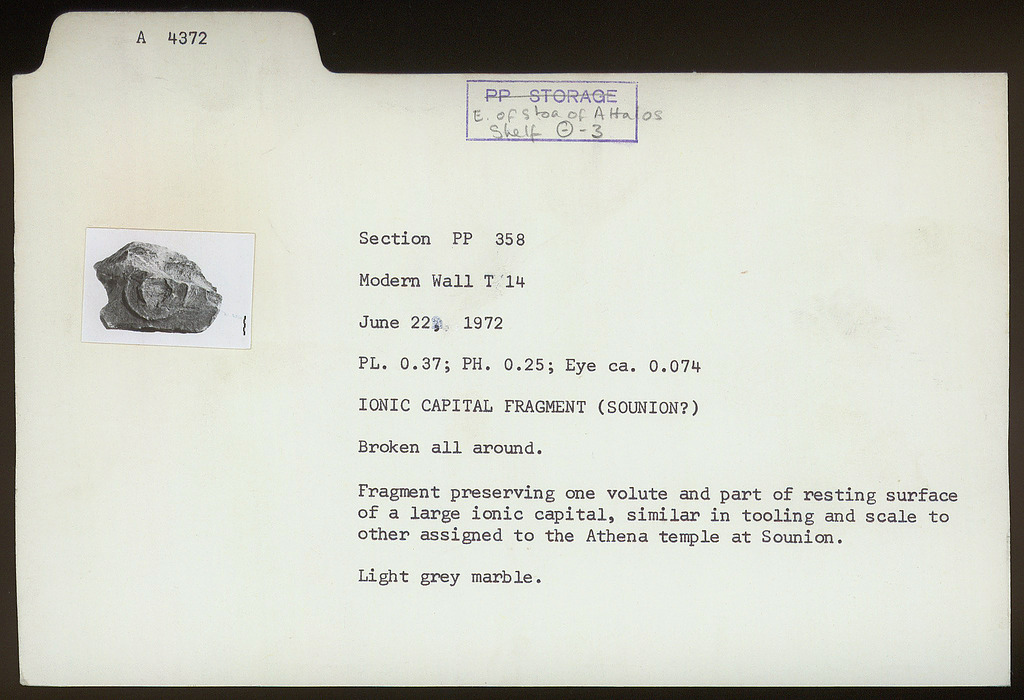 A 4372
PP STORAGE
E. of Stoa of Attalos
Shelf Θ-3
Section PP 358
Modern Wall T 14
June 22, 1972
PL. 0.37; PH. 0.25; Eye ca. 0.074
IONIC CAPITAL FRAGMENT (SOUNION?)
Broken all around.
Fragment preserving one volute and part of resting surface
of a large ionic capital, similar in tooling and scale to
other assigned to the Athena temple at Sounion.
Light grey marble.